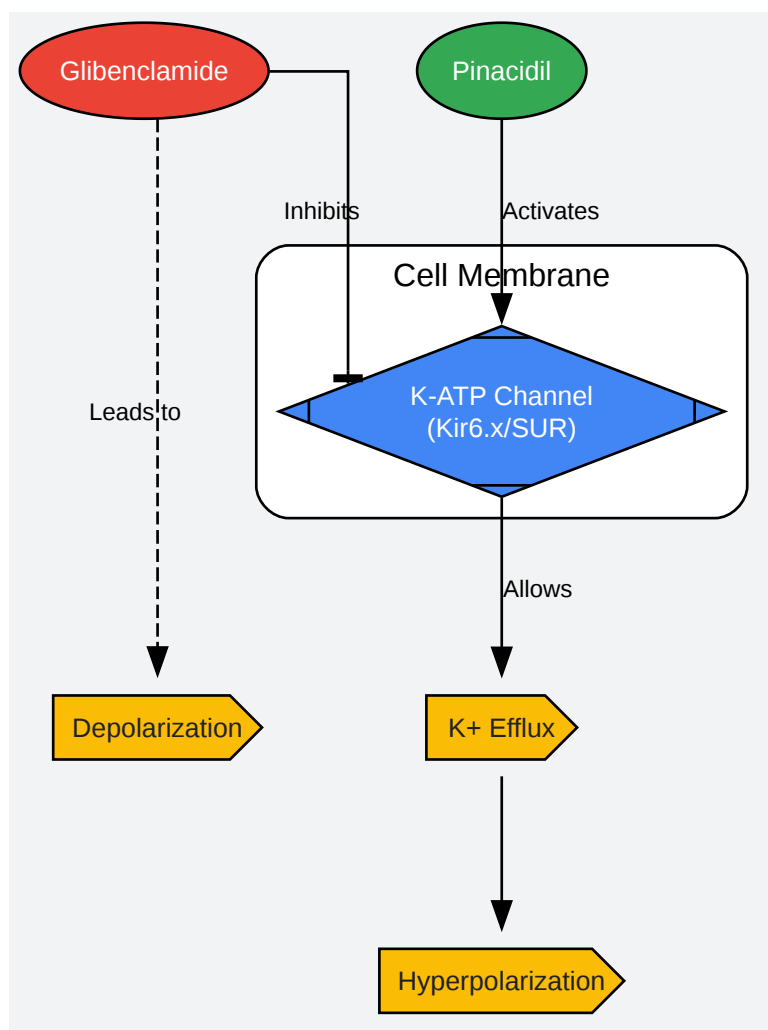 Glibenclamide
Pinacidil
Inhibits
Activates
Cell Membrane
K-ATP Channel
(Kir6.x/SUR)
Leads to
Allows
Depolarization
K+ Efflux
Hyperpolarization